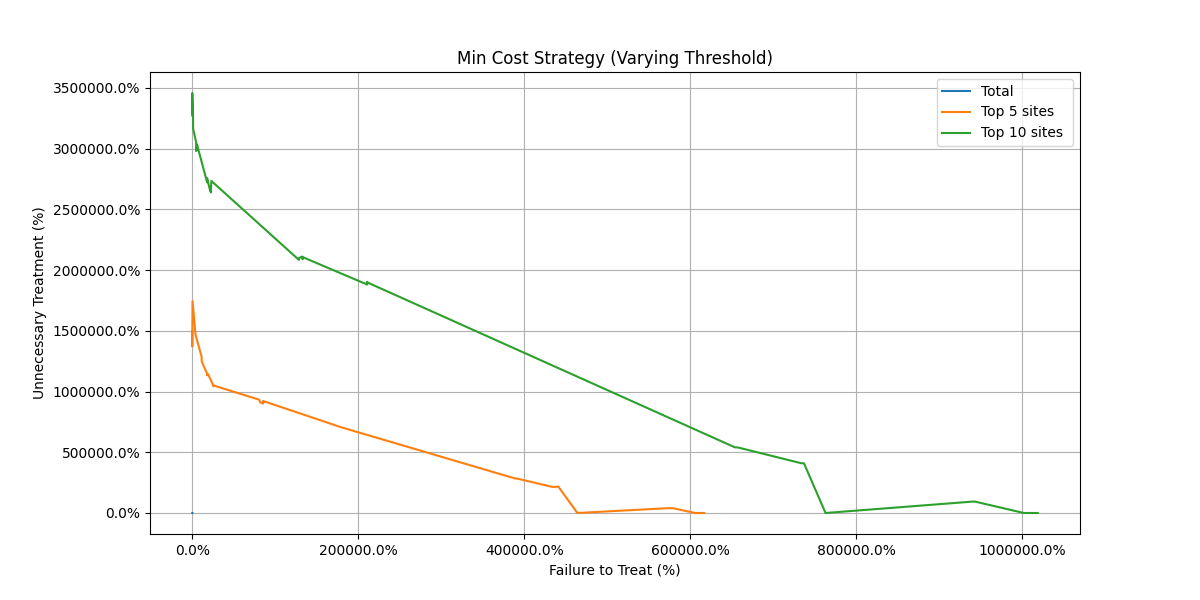 Min Cost Strategy (Varying Threshold)
Total
Top 5 sites
Top 10 sites
Unnecessary Treatment (%)
3500000.0%
3000000.0%
2500000.0%
2000000.0%
1500000.0%
1000000.0%
500000.0%
0.0%
0.0% 200000.0% 400000.0% 600000.0% 800000.0% 1000000.0%
Failure to Treat (%)